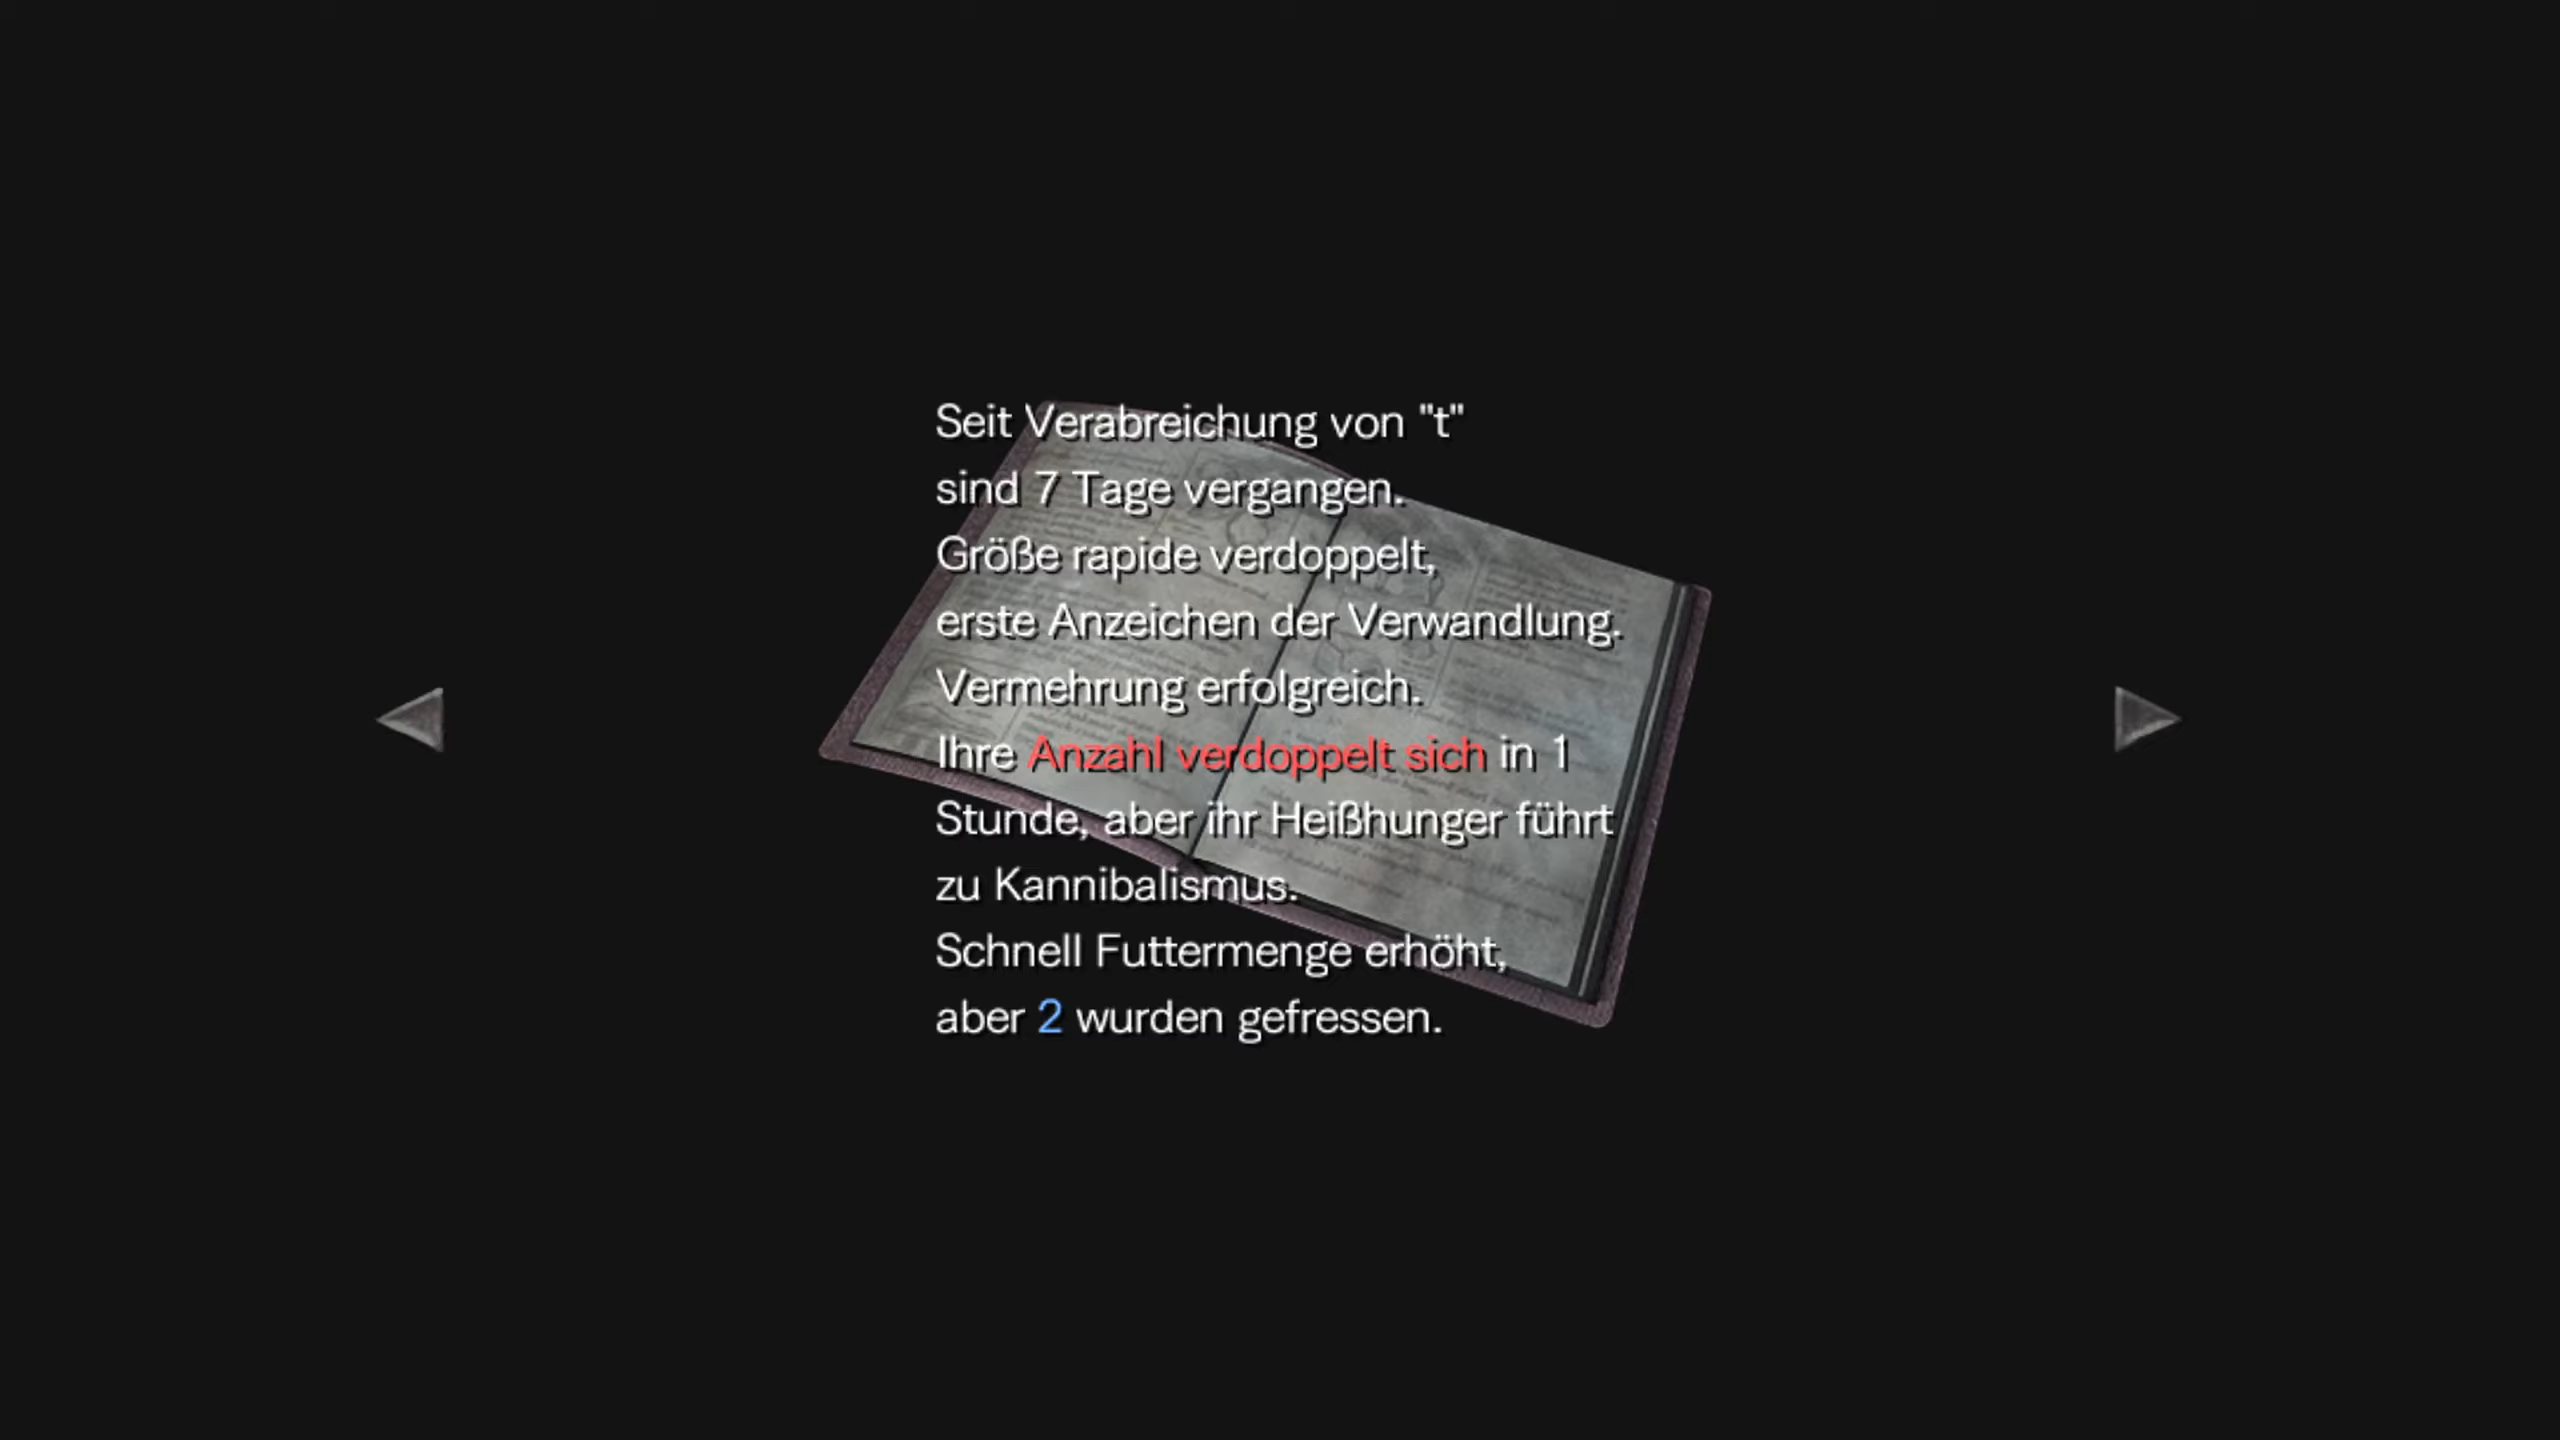 Seit Verabreichung von "t"
sind 7 Tage vergangen.
Größe rapide verdoppelt,
erste Anzeichen der Verwandlung.
Vermehrung erfolgreich.
Ihre Anzahl verdoppelt sich in 1
Stunde, aber ihr Heißhunger führt
zu Kannibalismus.
Schnell Futtermenge erhöht,
aber 2 wurden gefressen.